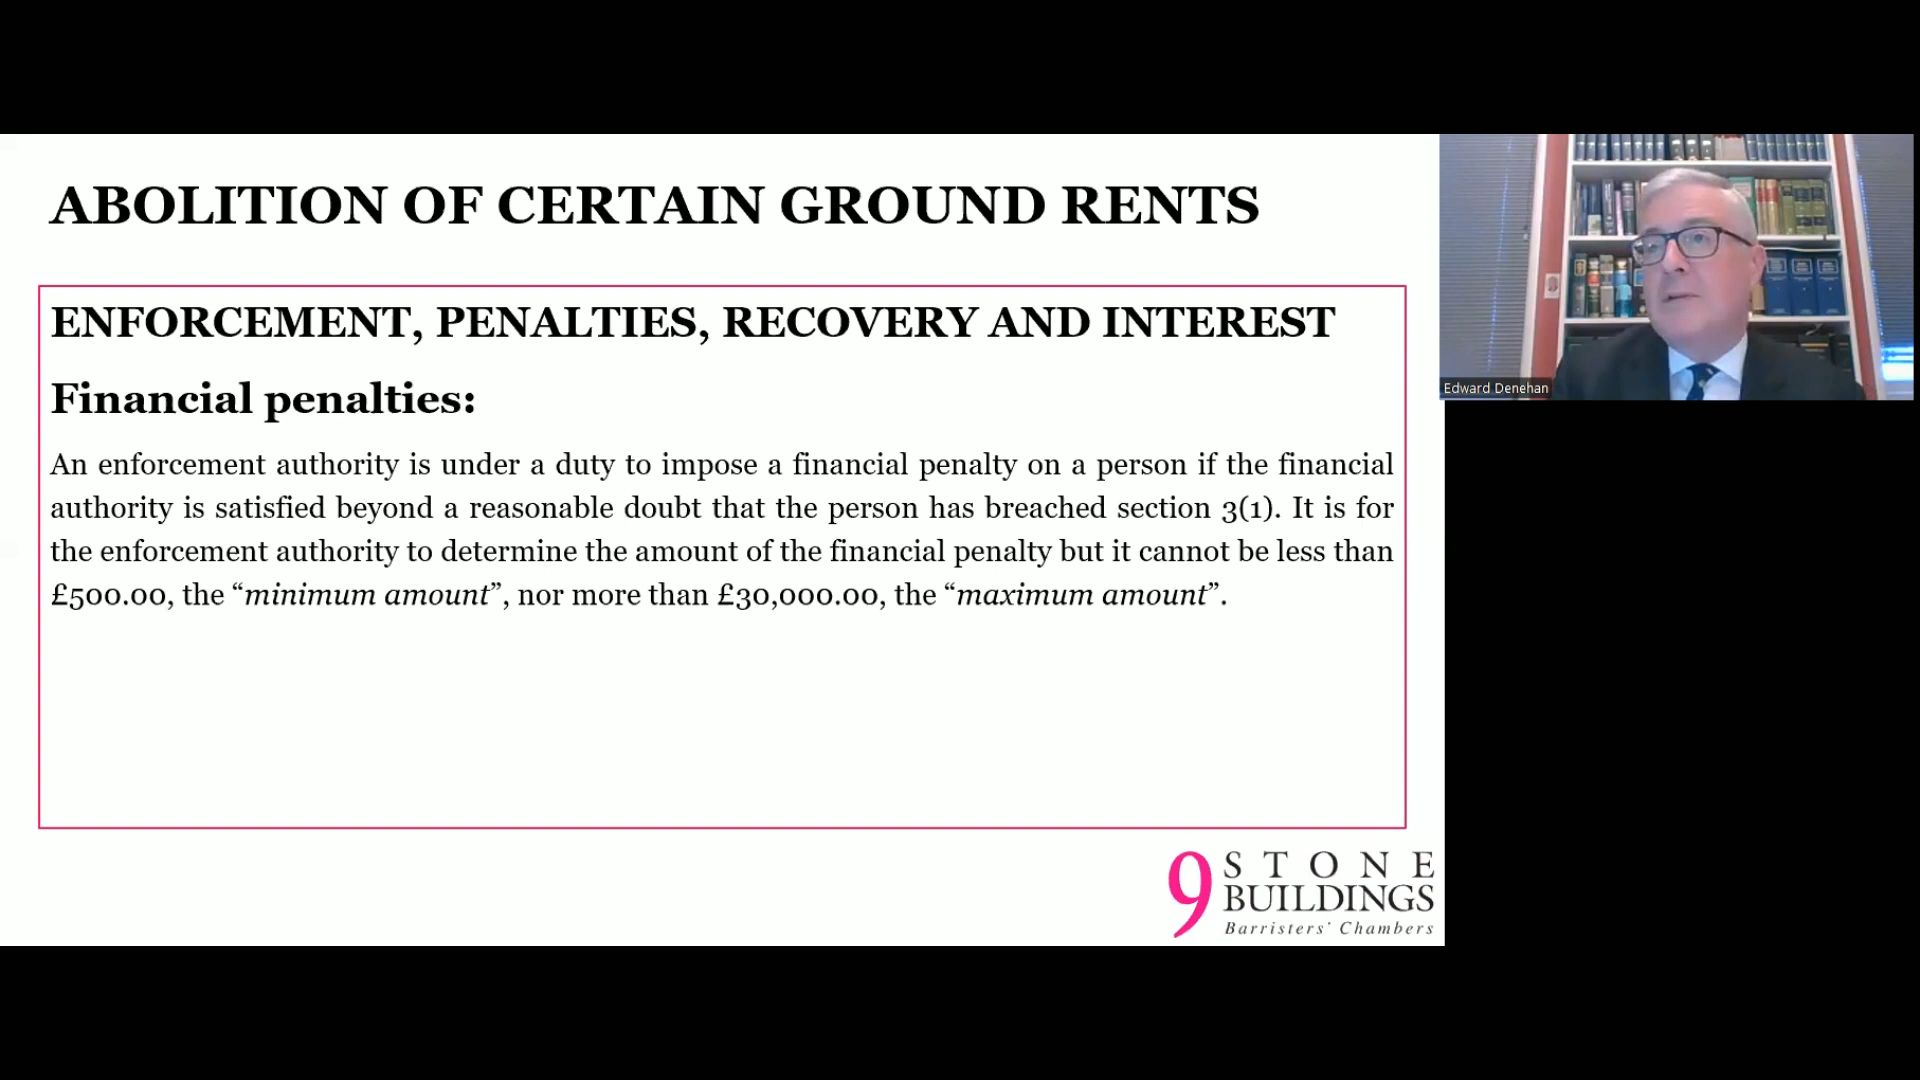 ABOLITION OF CERTAIN GROUND RENTS
ENFORCEMENT, PENALTIES, RECOVERY AND INTEREST
Financial penalties:
An enforcement authority is under a duty to impose a financial penalty on a person if the financial
authority is satisfied beyond a reasonable doubt that the person has breached section 3(1). It is for
the enforcement authority to determine the amount of the financial penalty but it cannot be less than
£500.00, the “minimum amount”, nor more than £30,000.00, the “maximum amount”.
Edward Denehan
9 STONE
BUILDINGS
Barristers' Chambers